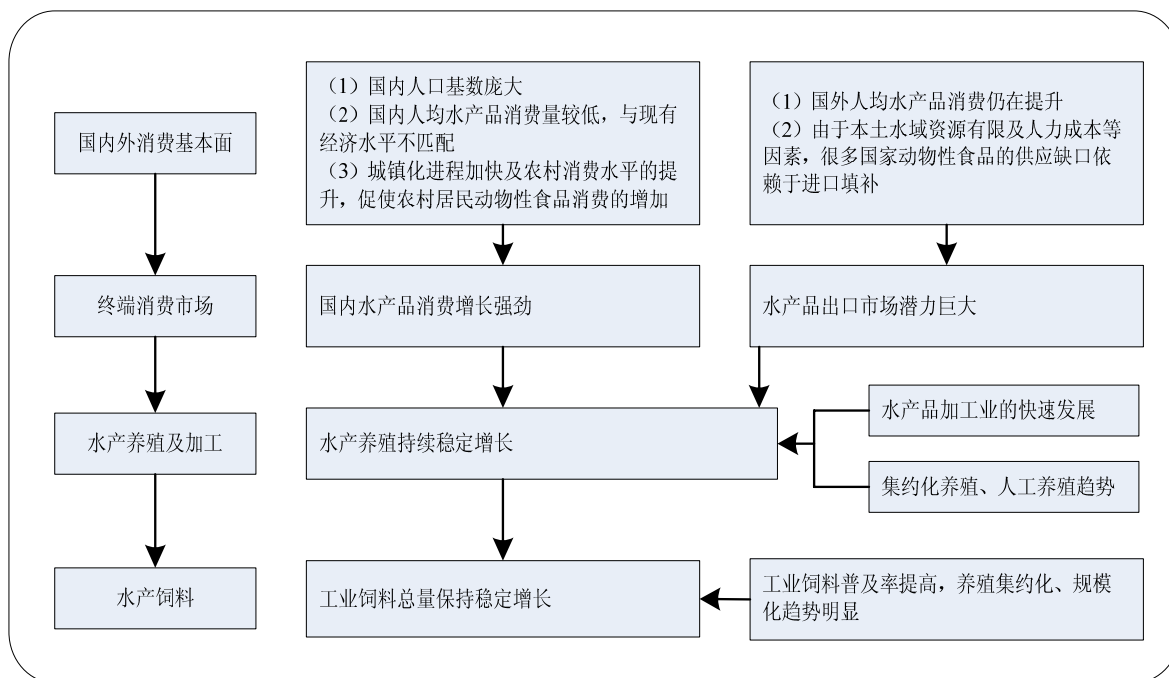 国内外消费基本面
（1）国内人口基数庞大
（2）国内人均水产品消费量较低，与现有
经济水平不匹配
（3）城镇化进程加快及农村消费水平的提
升，促使农村居民动物性食品消费的增加
（1）国外人均水产品消费仍在提升
（2）由于本土水域资源有限及人力成本等
因素，很多国家动物性食品的供应缺口依
赖于进口填补
终端消费市场
国内水产品消费增长强劲
水产品出口市场潜力巨大
水产养殖及加工
水产养殖持续稳定增长
水产品加工业的快速发展
集约化养殖、人工养殖趋势
水产饲料
工业饲料总量保持稳定增长
工业饲料普及率提高，养殖集约化、规模
化趋势明显